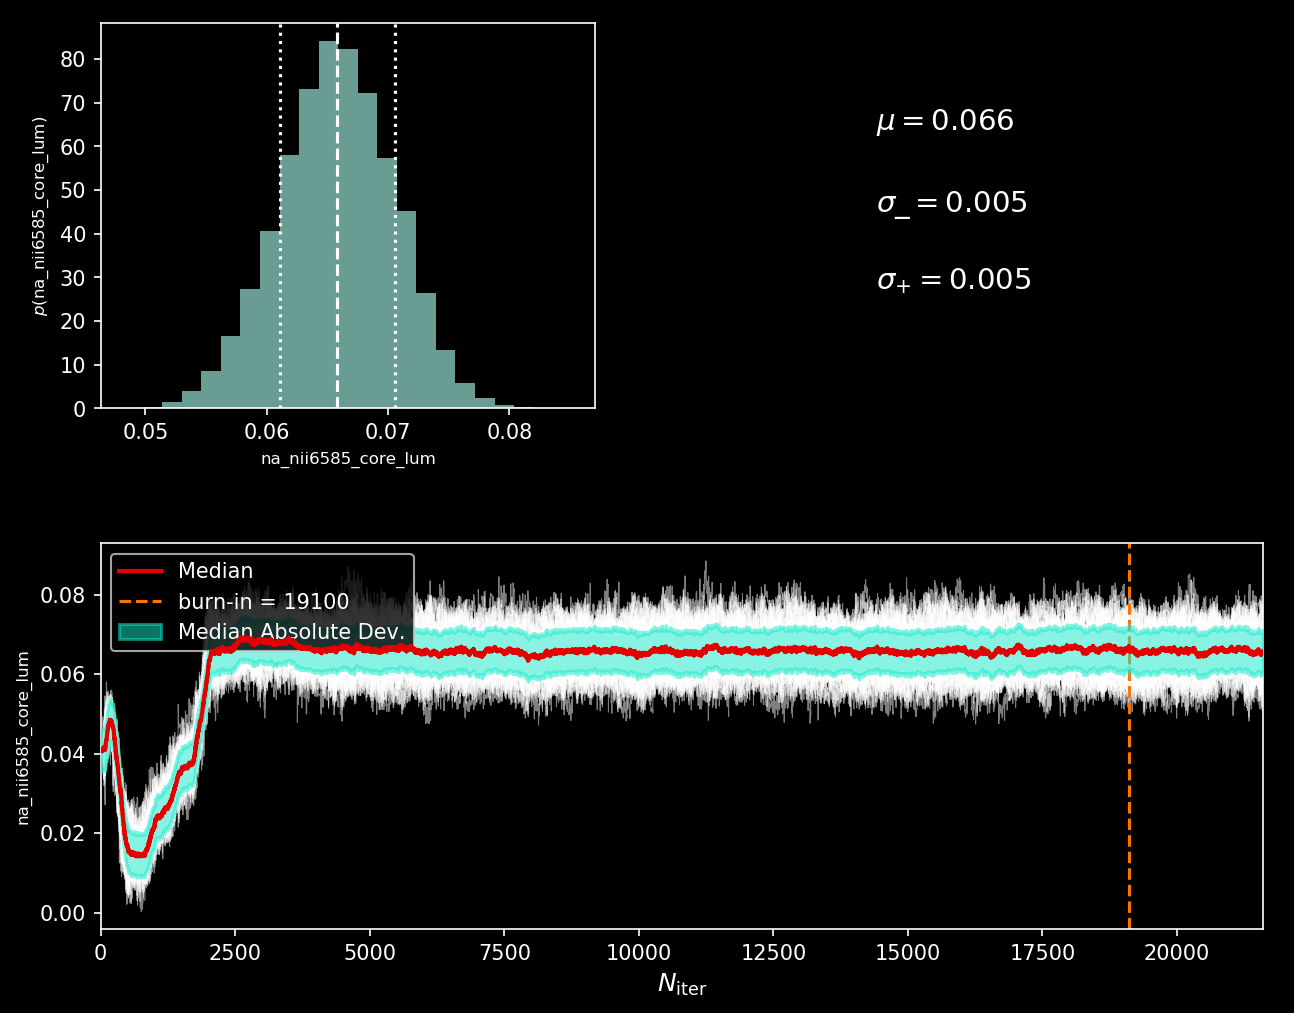 80
70
60
50
40
30
20
10
0
p(na_nii6585_core_lum)
0.05 0.06 0.07 0.08
na_nii6585_core_lum
μ = 0.066
σ₋ = 0.005
σ₊ = 0.005
Median
burn-in = 19100
Median Absolute Dev.
0.08
0.06
0.04
0.02
0.00
na_nii6585_core_lum
0 2500 5000 7500 10000 12500 15000 17500 20000
N_iter